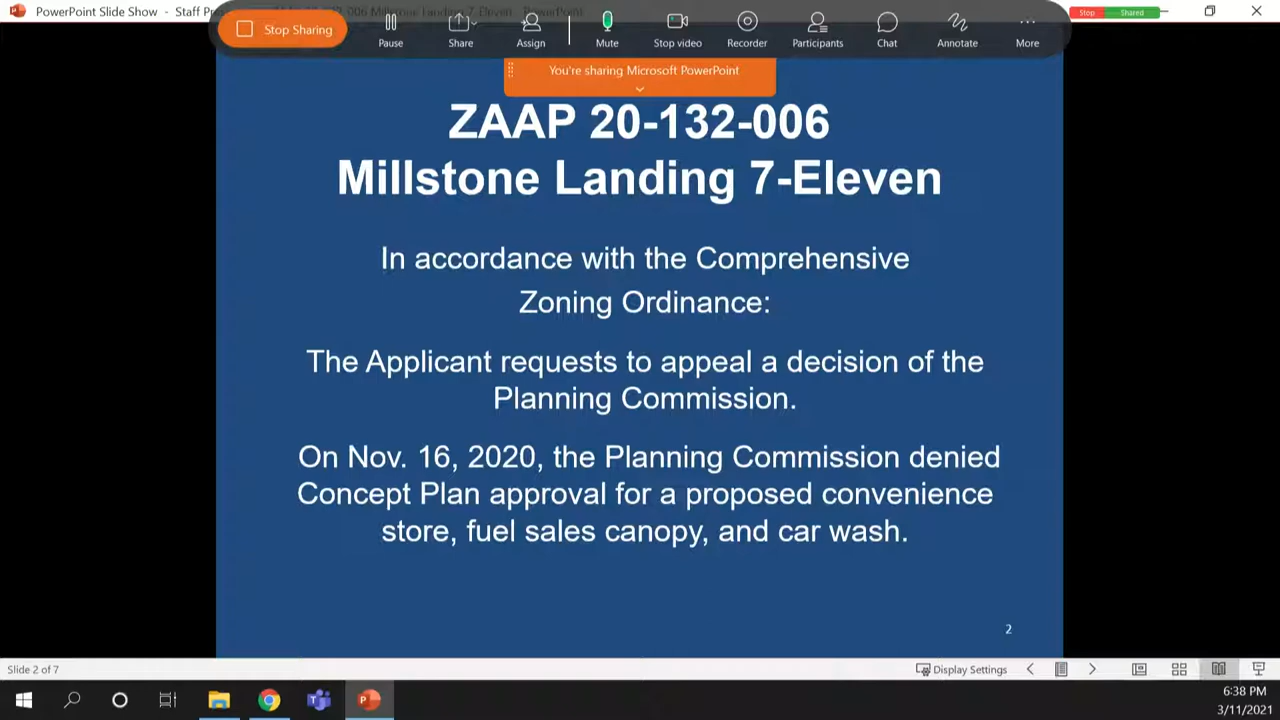 PowerPoint Slide Show - Staff
Stop Shared
Stop Sharing
Pause
Share
Assign
Mute
Stop video
Recorder
Participants
Chat
Annotate
More
You're sharing Microsoft PowerPoint
ZAAP 20-132-006
Millstone Landing 7-Eleven
In accordance with the Comprehensive
Zoning Ordinance:
The Applicant requests to appeal a decision of the
Planning Commission.
On Nov. 16, 2020, the Planning Commission denied
Concept Plan approval for a proposed convenience
store, fuel sales canopy, and car wash.
2
Slide 2 of 7
Display Settings
6:38 PM
3/11/2021